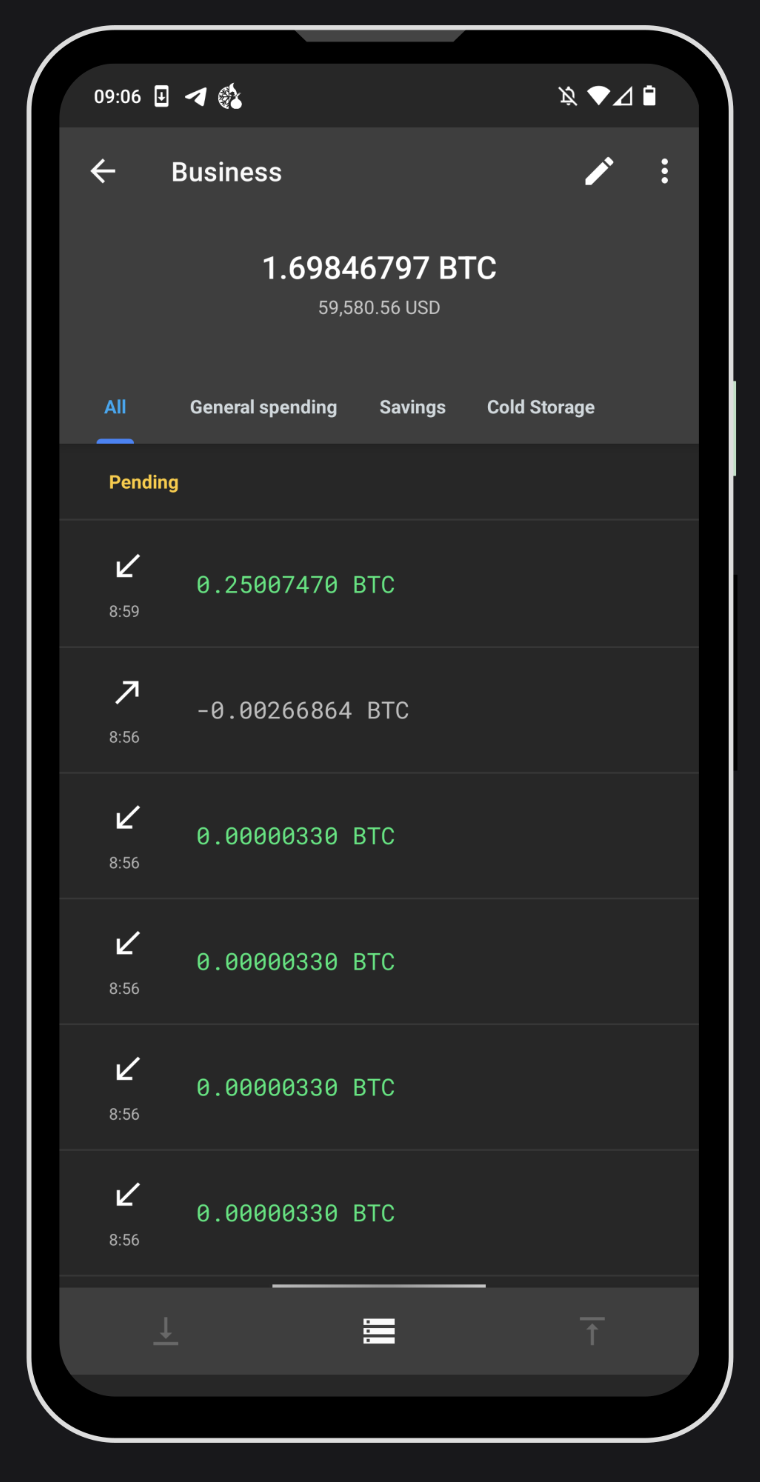 09:06
Business
1.69846797 BTC
59,580.56 USD
All General spending Savings Cold Storage
Pending
0.25007470 BTC
8:59
-0.00266864 BTC
8:56
0.00000330 BTC
8:56
0.00000330 BTC
8:56
0.00000330 BTC
8:56
0.00000330 BTC
8:56